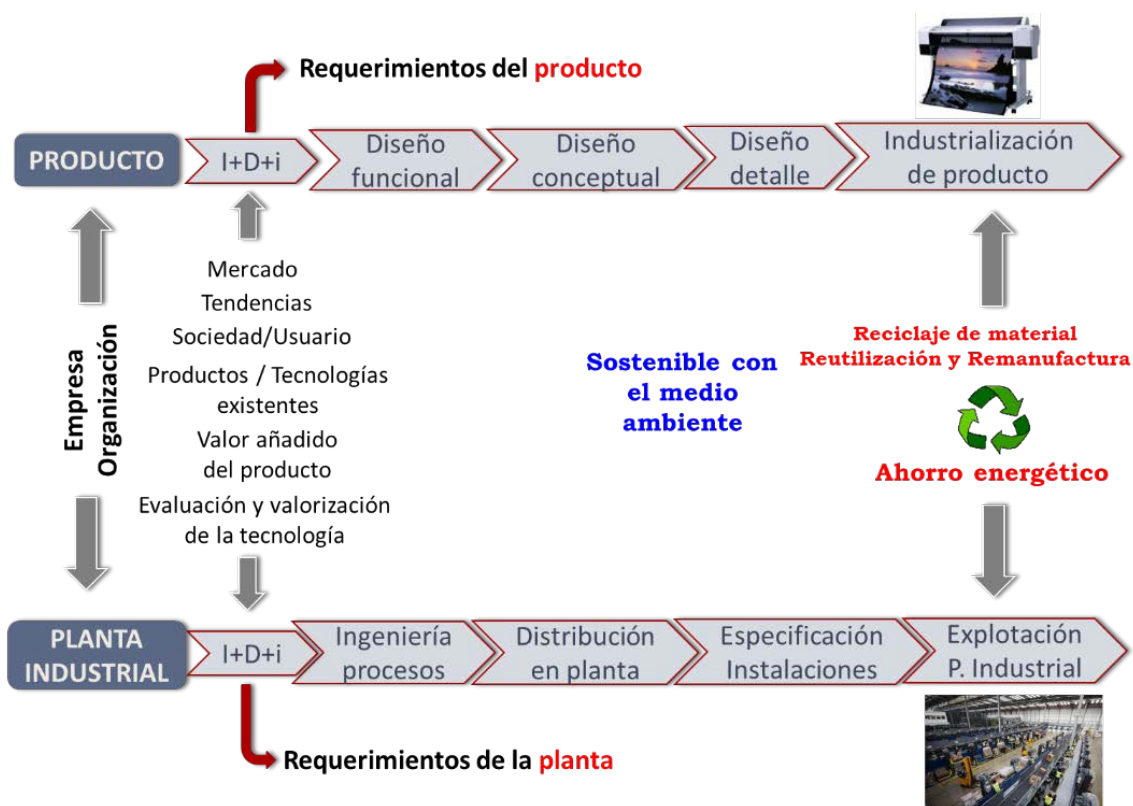 Requerimientos del producto
PRODUCTO
I+D+i
Diseño
funcional
Diseño
conceptual
Diseño
detalle
Industrialización
de producto
Empresa
Organización
Mercado
Tendencias
Sociedad/Usuario
Productos / Tecnologías
existentes
Valor añadido
del producto
Evaluación y valorización
de la tecnología
Sostenible con
el medio
ambiente
Reciclaje de material
Reutilización y Remanufactura
Ahorro energético
PLANTA
INDUSTRIAL
I+D+i
Ingeniería
procesos
Distribución
en planta
Especificación
Instalaciones
Explotación
P. Industrial
Requerimientos de la planta